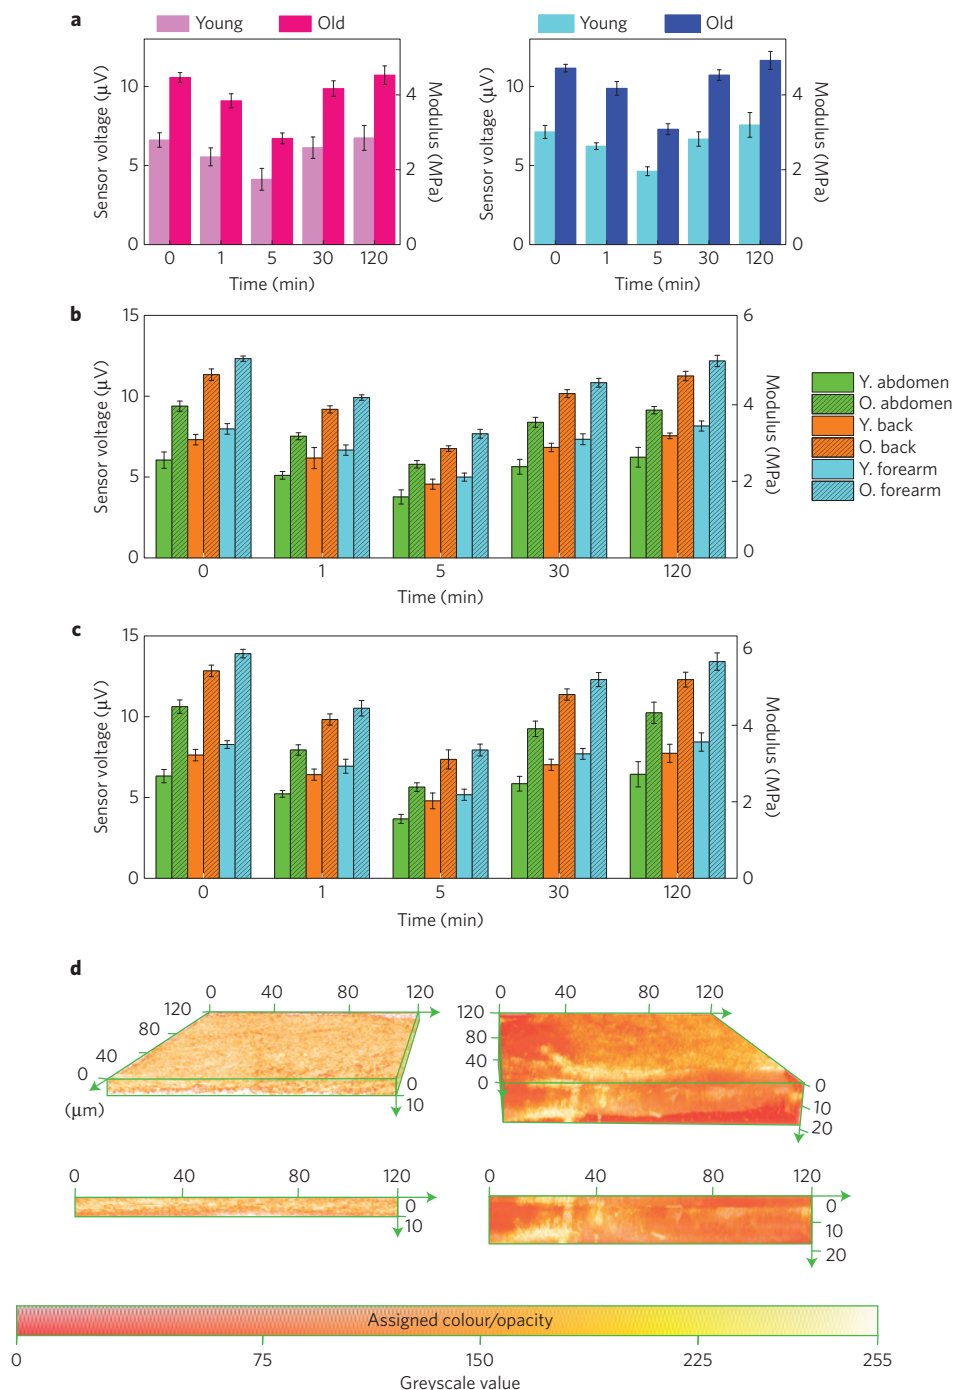 a
Young Old
Young Old
Sensor voltage (μV)
10
5
0
4
2
0
Modulus (MPa)
0 1 5 30 120
Time (min)
Sensor voltage (μV)
10
5
0
4
2
0
Modulus (MPa)
0 1 5 30 120
Time (min)
b
Sensor voltage (μV)
15
10
5
0
6
4
2
0
Modulus (MPa)
0 1 5 30 120
Time (min)
Y. abdomen
O. abdomen
Y. back
O. back
Y. forearm
O. forearm
c
Sensor voltage (μV)
15
10
5
0
6
4
2
0
Modulus (MPa)
0 1 5 30 120
Time (min)
d
0 40 80 120
120
80
40
0
(μm)
0
10
0 40 80 120
120
80
40
0
0
10
20
0 40 80 120
0
10
0 40 80 120
0
10
20
Assigned colour/opacity
0 75 150 225 255
Greyscale value